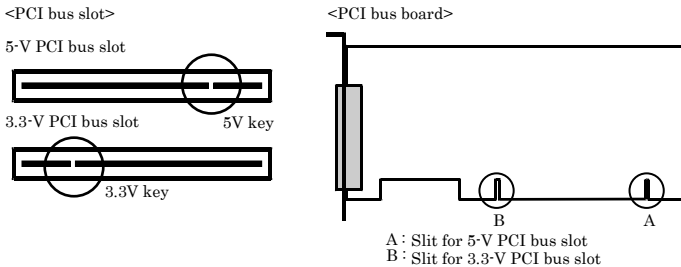 <PCI bus slot>
5-V PCI bus slot
5V key
3.3-V PCI bus slot
3.3V key
<PCI bus board>
B
A
A : Slit for 5-V PCI bus slot
B : Slit for 3.3-V PCI bus slot